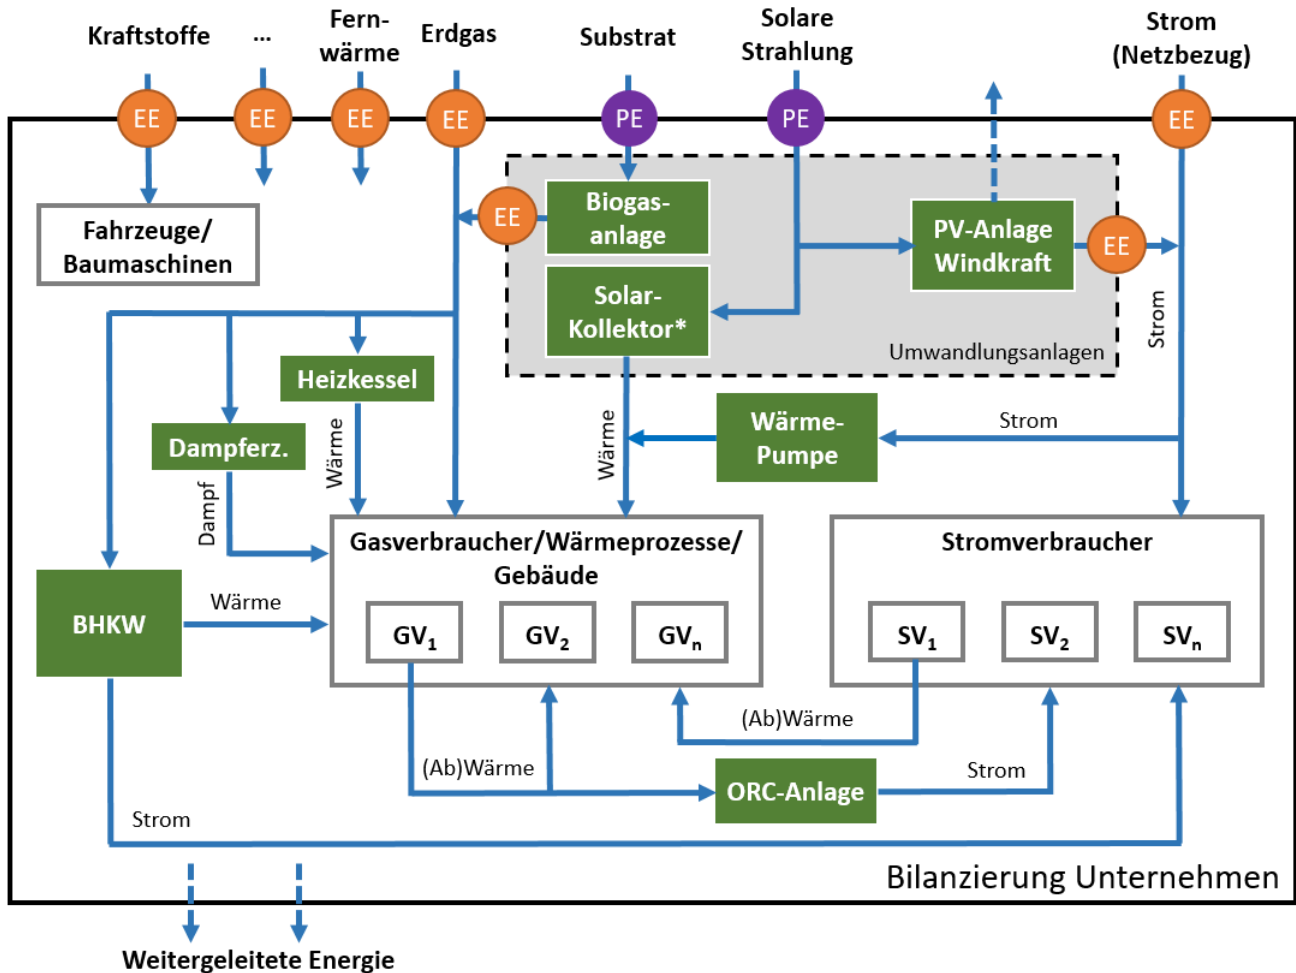 Kraftstoffe
...
Fern-
wärme
Erdgas
Substrat
Solare
Strahlung
Strom
(Netzbezug)
EE
EE
EE
EE
PE
PE
EE
Biogas-
anlage
EE
PV-Anlage
Windkraft
EE
Fahrzeuge/
Baumaschinen
Solar-
Kollektor*
Umwandlungsanlagen
Strom
Heizkessel
Wärme-
Pumpe
Strom
Dampferz.
Wärme
Wärme
Dampf
Gasverbraucher/Wärmeprozesse/
Gebäude
GV1
GV2
GVn
Stromverbraucher
SV1
SV2
SVn
BHKW
Wärme
(Ab)Wärme
(Ab)Wärme
ORC-Anlage
Strom
Strom
Bilanzierung Unternehmen
Weitergeleitete Energie